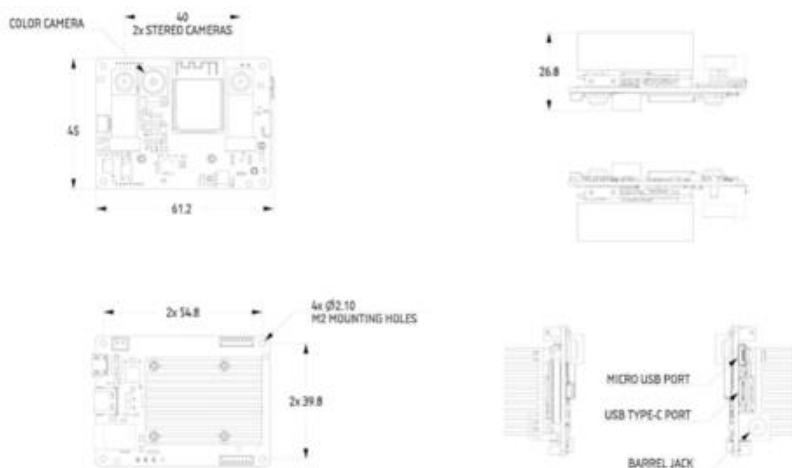 40
COLOR CAMERA
2x STEREO CAMERAS
45
61.2
26.8
2x 54.8
4x Ø2.10
M2 MOUNTING HOLES
2x 39.8
MICRO USB PORT
USB TYPE-C PORT
BARREL JACK